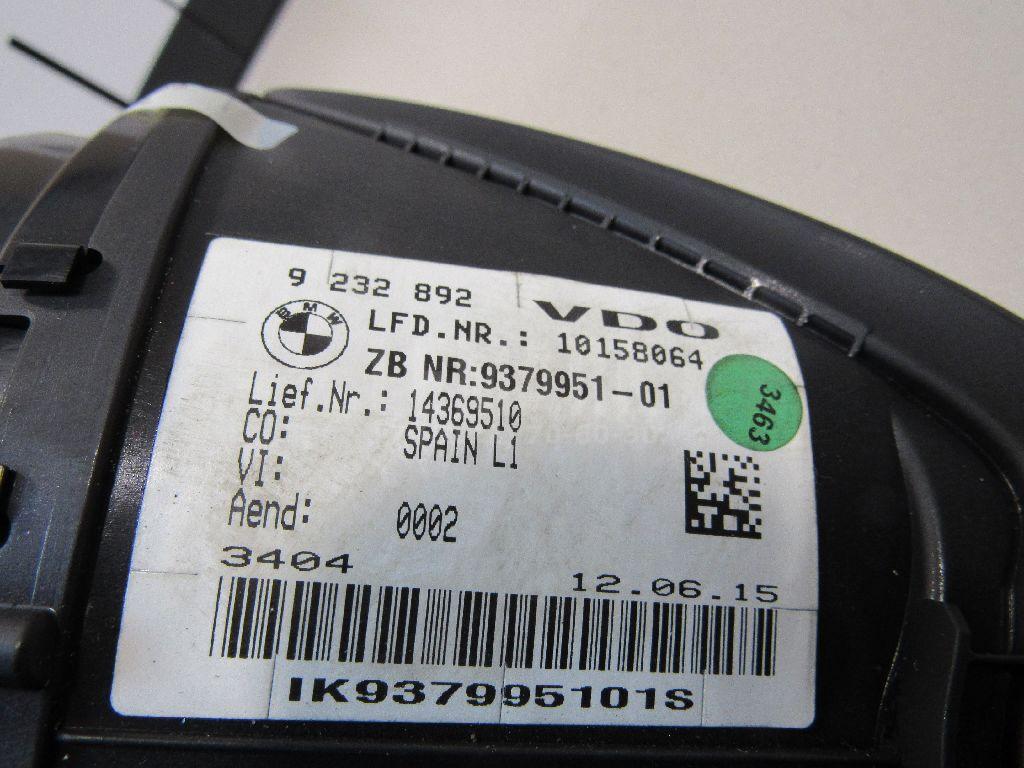 9 232 892
VDO
BMW
LFD.NR.: 10158064
ZB NR:9379951-01
3463
Lief.Nr.: 14369510
CO: SPAIN L1
VI:
Aend: 0002
3404
12.06.15
IK937995101S